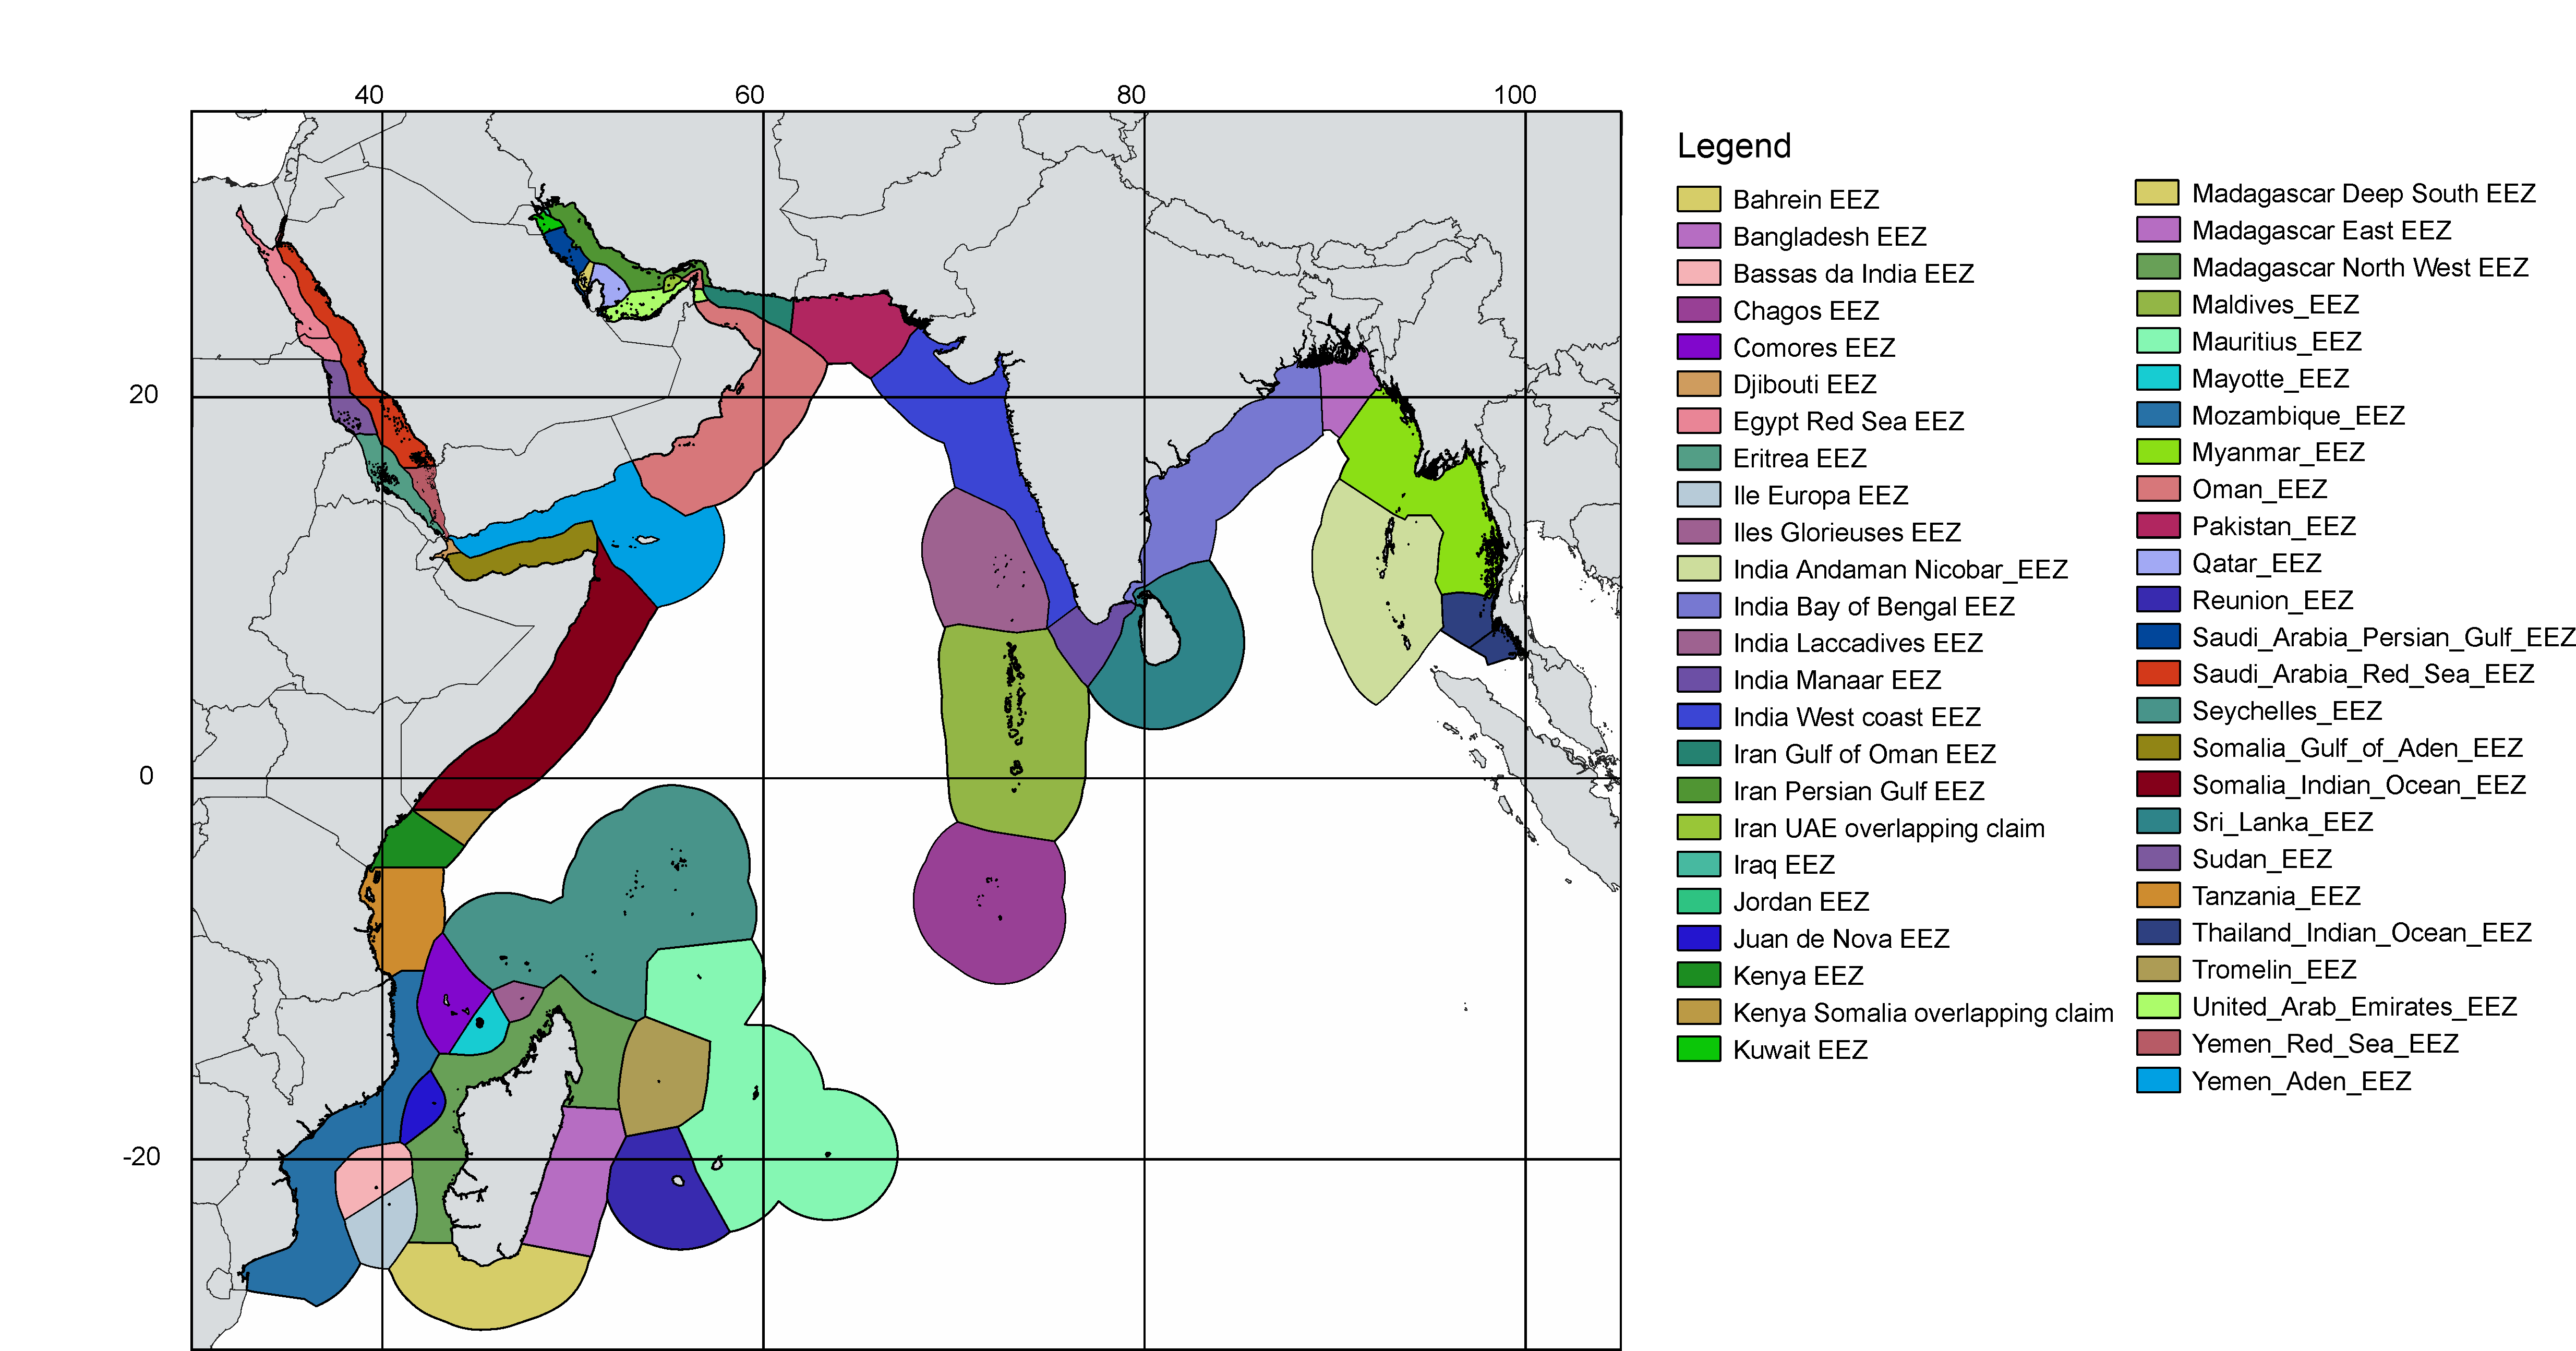 40 60 80 100
20
0
-20
Legend
Bahrein EEZ
Bangladesh EEZ
Bassas da India EEZ
Chagos EEZ
Comores EEZ
Djibouti EEZ
Egypt Red Sea EEZ
Eritrea EEZ
Ile Europa EEZ
Iles Glorieuses EEZ
India Andaman Nicobar_EEZ
India Bay of Bengal EEZ
India Laccadives EEZ
India Manaar EEZ
India West coast EEZ
Iran Gulf of Oman EEZ
Iran Persian Gulf EEZ
Iran UAE overlapping claim
Iraq EEZ
Jordan EEZ
Juan de Nova EEZ
Kenya EEZ
Kenya Somalia overlapping claim
Kuwait EEZ
Madagascar Deep South EEZ
Madagascar East EEZ
Madagascar North West EEZ
Maldives_EEZ
Mauritius_EEZ
Mayotte_EEZ
Mozambique_EEZ
Myanmar_EEZ
Oman_EEZ
Pakistan_EEZ
Qatar_EEZ
Reunion_EEZ
Saudi_Arabia_Persian_Gulf_EEZ
Saudi_Arabia_Red_Sea_EEZ
Seychelles_EEZ
Somalia_Gulf_of_Aden_EEZ
Somalia_Indian_Ocean_EEZ
Sri_Lanka_EEZ
Sudan_EEZ
Tanzania_EEZ
Thailand_Indian_Ocean_EEZ
Tromelin_EEZ
United_Arab_Emirates_EEZ
Yemen_Red_Sea_EEZ
Yemen_Aden_EEZ